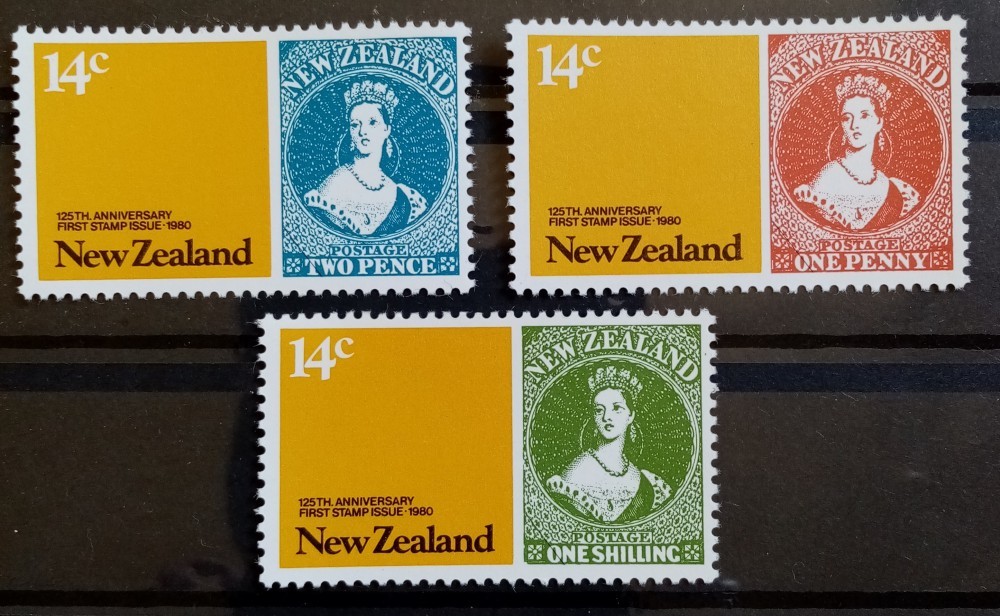 14c
125TH. ANNIVERSARY
FIRST STAMP ISSUE·1980
New Zealand
NEW ZEALAND
POSTAGE
TWO PENCE
14c
125TH. ANNIVERSARY
FIRST STAMP ISSUE·1980
New Zealand
NEW ZEALAND
POSTAGE
ONE PENNY
14c
125TH. ANNIVERSARY
FIRST STAMP ISSUE·1980
New Zealand
NEW ZEALAND
POSTAGE
ONE SHILLING